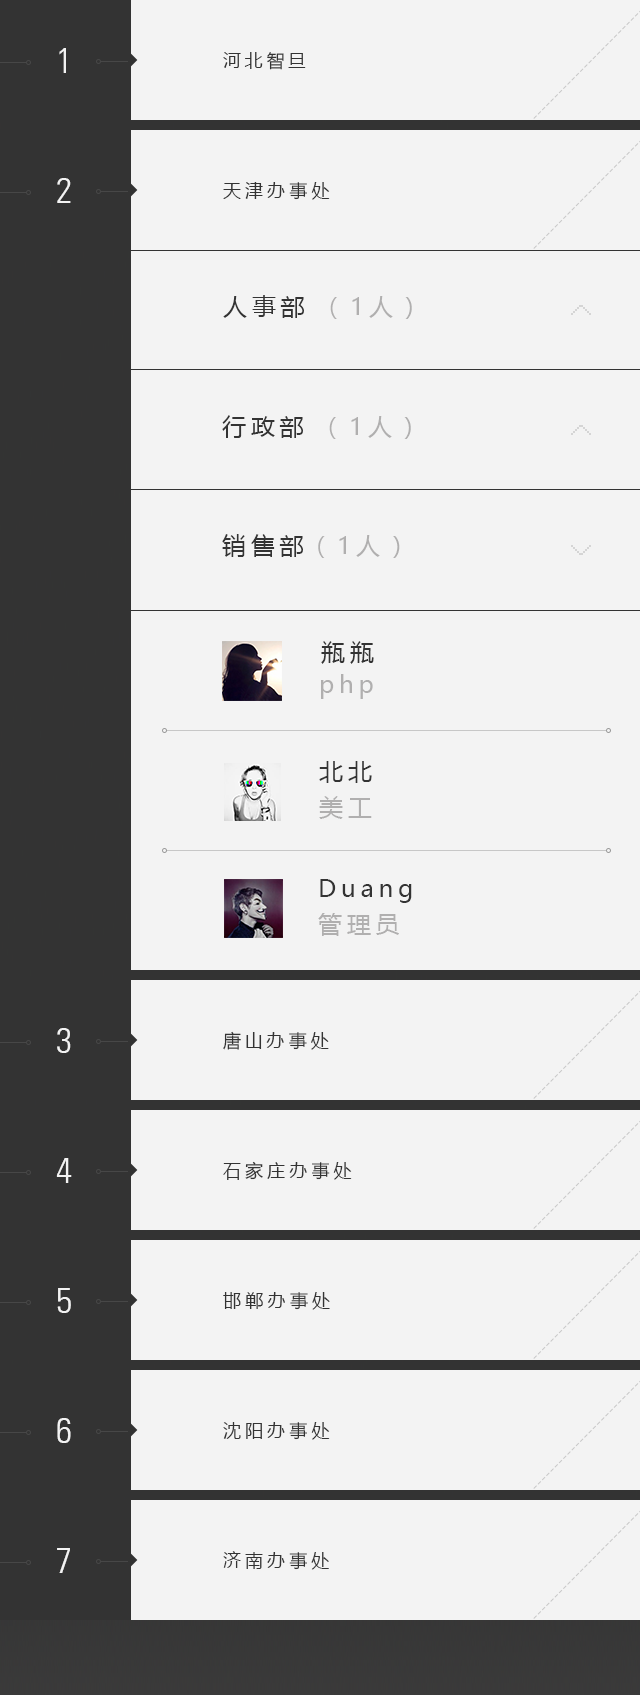 1
河北智旦
2
天津办事处
人事部 （1人）
行政部 （1人）
销售部（1人）
瓶瓶
php
北北
美工
Duang
管理员
3
唐山办事处
4
石家庄办事处
5
邯郸办事处
6
沈阳办事处
7
济南办事处